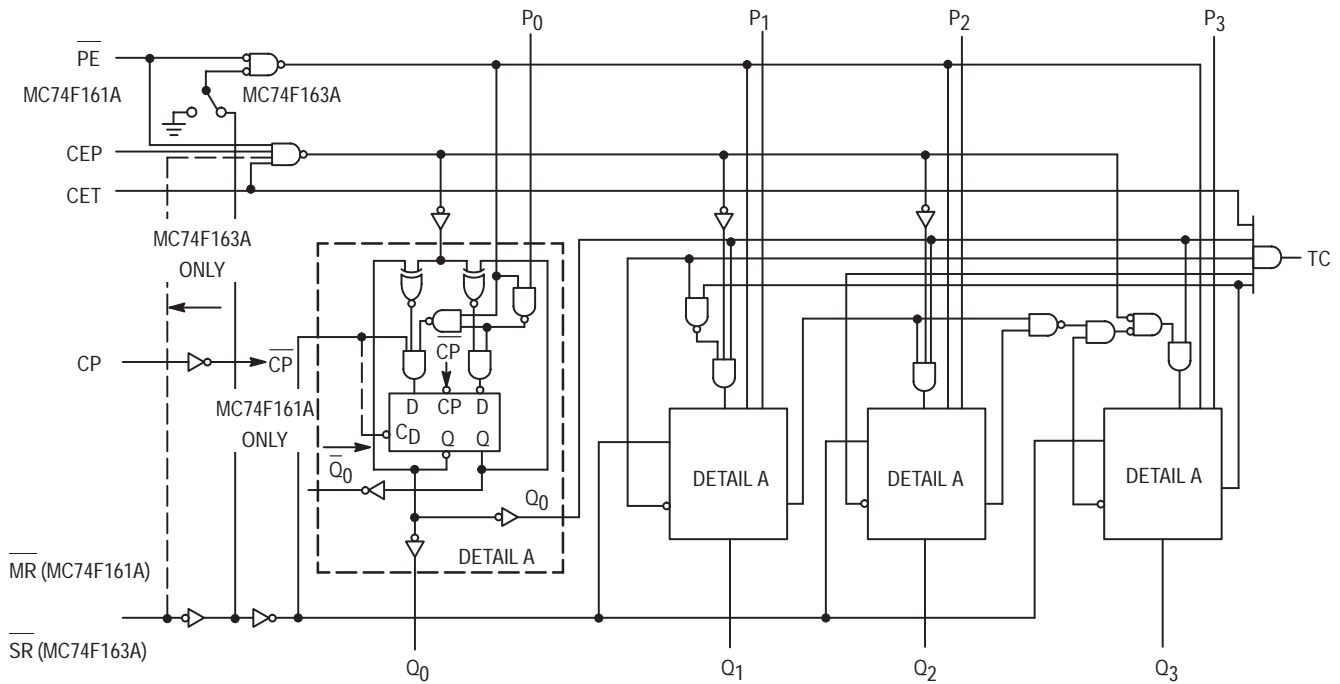 P0
P1
P2
P3
PE
MC74F161A
MC74F163A
CEP
CET
MC74F163A
ONLY
TC
CP
CP
CP
MC74F161A
ONLY
D CP D
CD Q Q
Q0
Q0
DETAIL A
DETAIL A
DETAIL A
DETAIL A
MR (MC74F161A)
SR (MC74F163A)
Q0
Q1
Q2
Q3